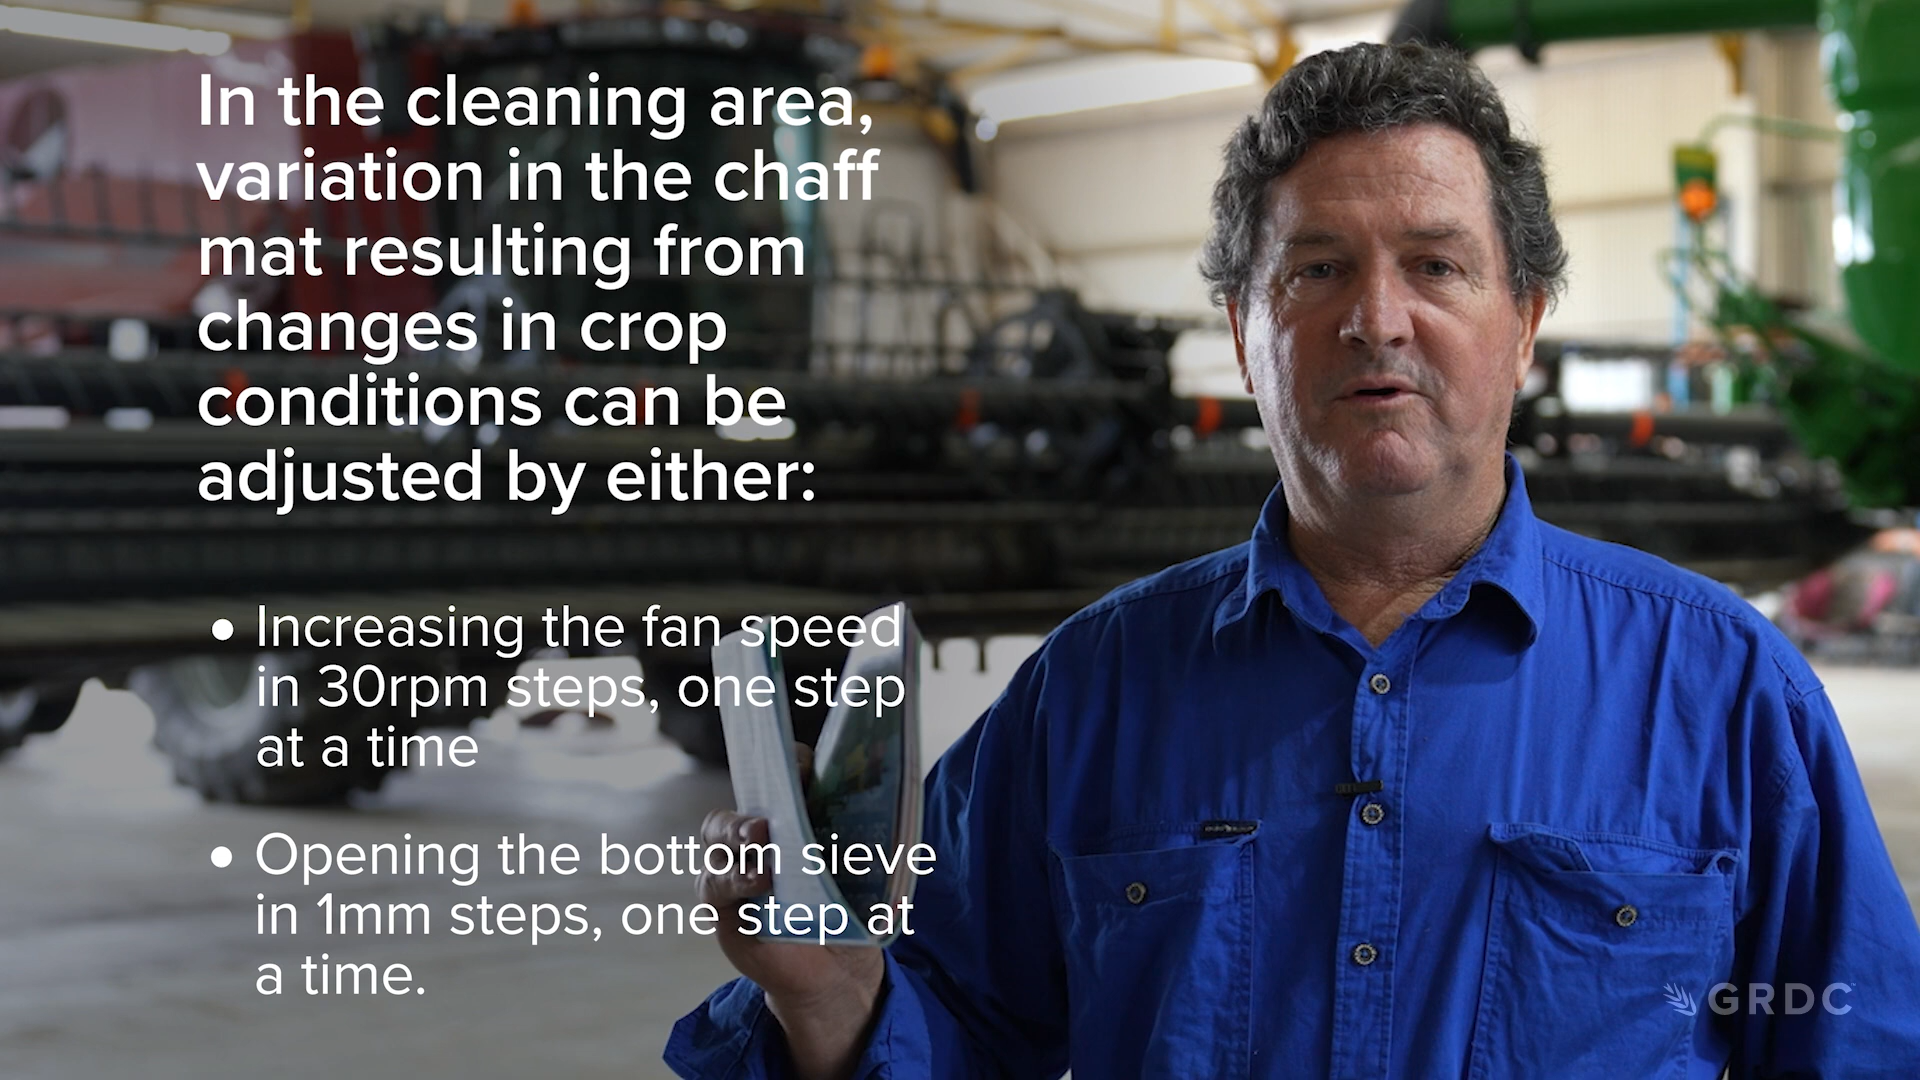 In the cleaning area,
variation in the chaff
mat resulting from
changes in crop
conditions can be
adjusted by either:
• Increasing the fan speed
in 30rpm steps, one step
at a time
• Opening the bottom sieve
in 1mm steps, one step at
a time.
GRDC